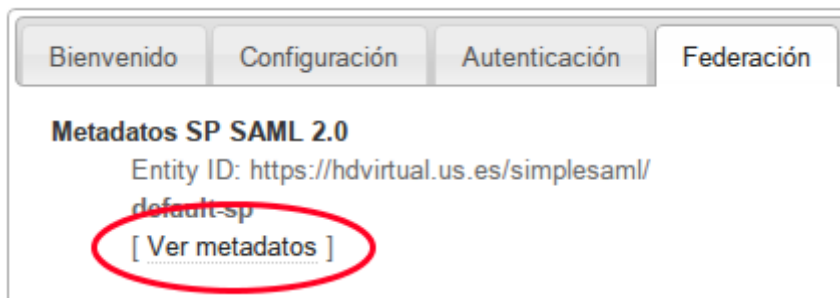 Bienvenido Configuración Autenticación Federación
Metadatos SP SAML 2.0
Entity ID: https://hdvirtual.us.es/simplesaml/
default-sp
[ Ver metadatos ]